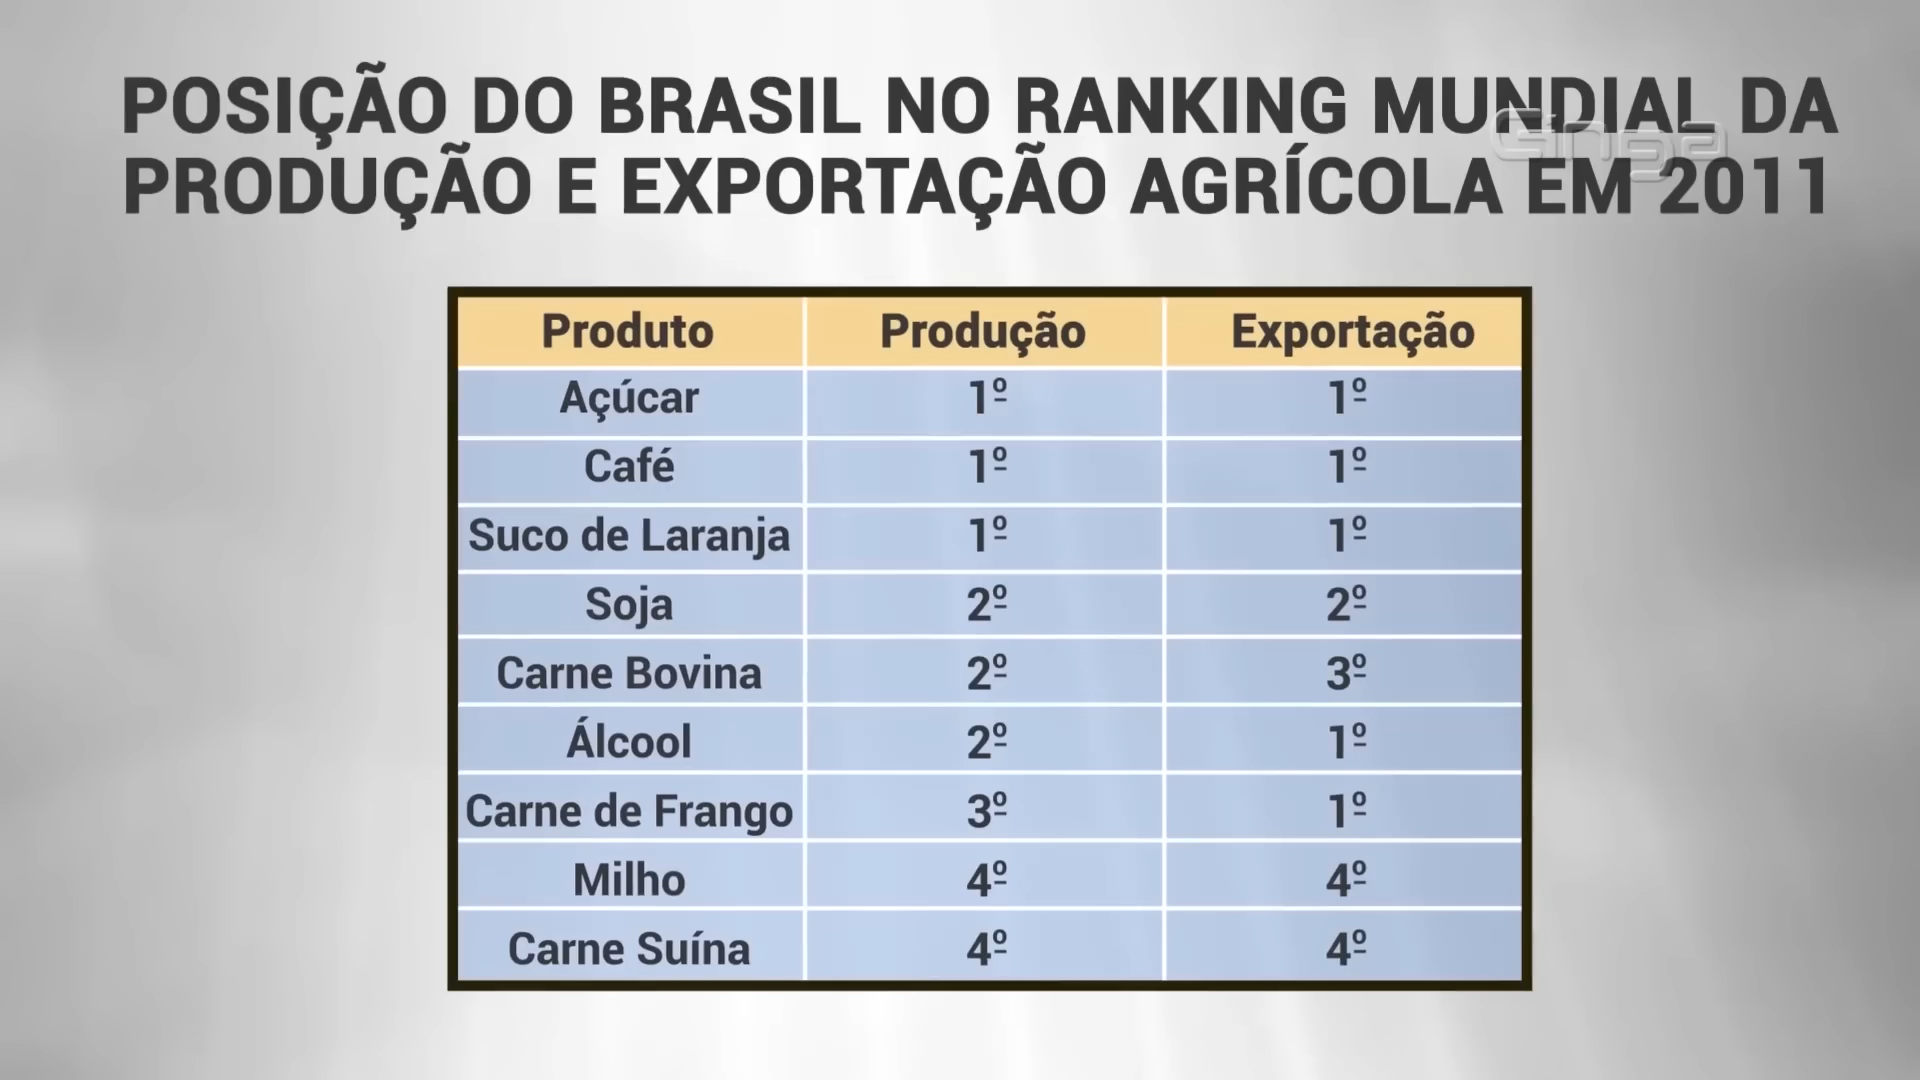 POSIÇÃO DO BRASIL NO RANKING MUNDIAL DA
PRODUÇÃO E EXPORTAÇÃO AGRÍCOLA EM 2011
Ginga
Produto Produção Exportação
Açúcar 1º 1º
Café 1º 1º
Suco de Laranja 1º 1º
Soja 2º 2º
Carne Bovina 2º 3º
Álcool 2º 1º
Carne de Frango 3º 1º
Milho 4º 4º
Carne Suína 4º 4º